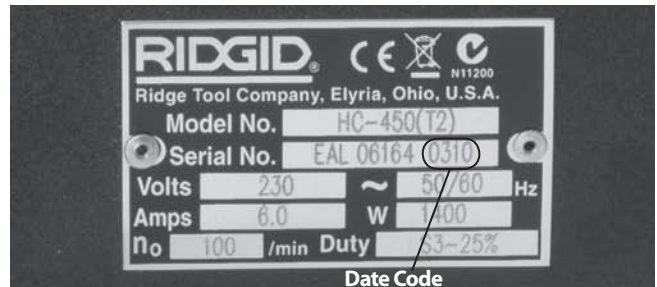 RIDGID®
N11200
Ridge Tool Company, Elyria, Ohio, U.S.A.
Model No. HC-450(T2)
Serial No. EAL 06164 0310
Volts 230 ~ 50/60 Hz
Amps 6.0 W 1400
no 100 /min Duty S3-25%
Date Code